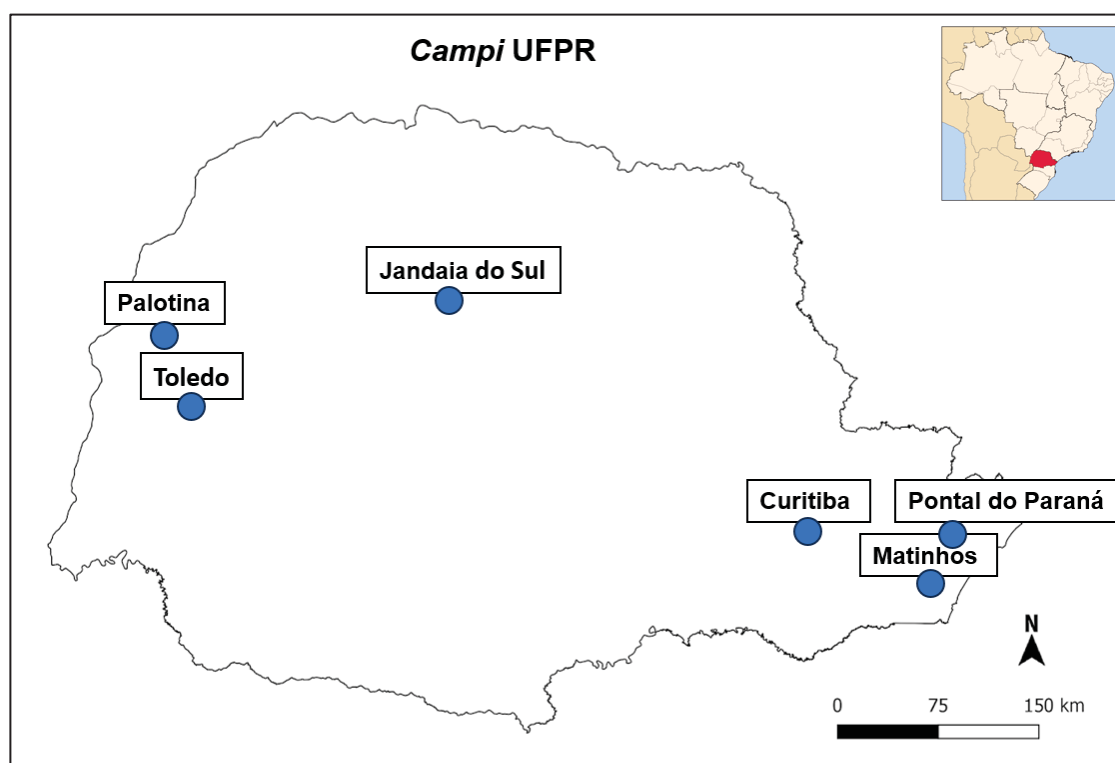 Campi UFPR
Jandaia do Sul
Palotina
Toledo
Curitiba
Pontal do Paraná
Matinhos
N
0 75 150 km